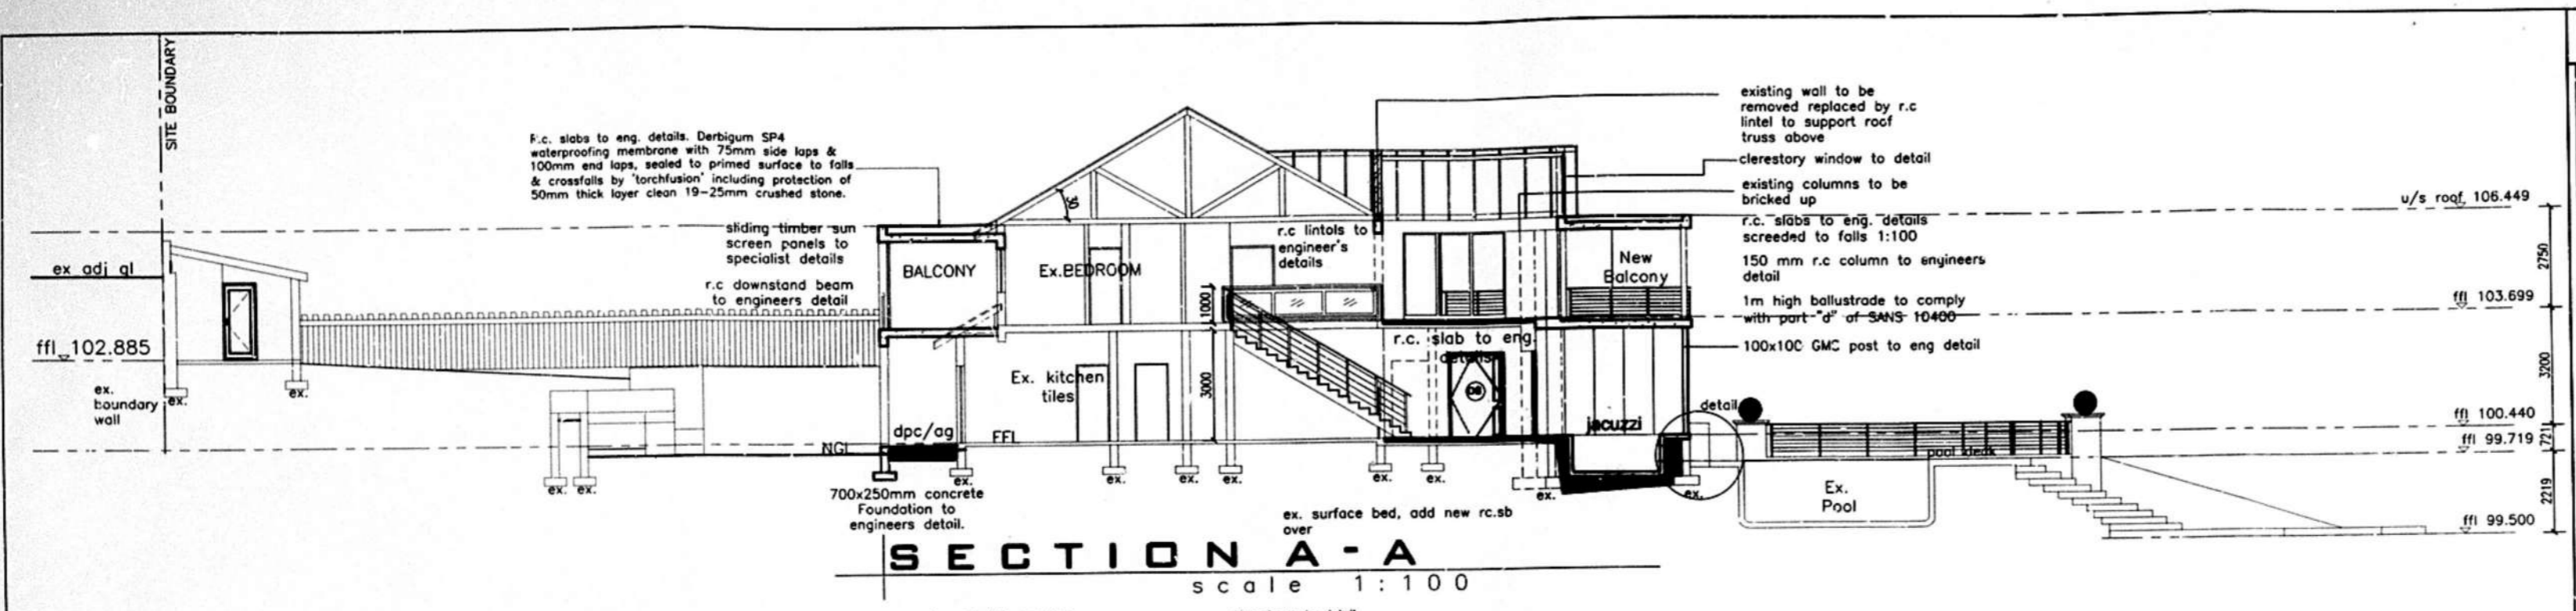 SITE BOUNDARY
R.c. slabs to eng. details. Derbigum SP4
waterproofing membrane with 75mm side laps &
100mm end laps, sealed to primed surface to falls
& crossfalls by 'torchfusion' including protection of
50mm thick layer clean 19-25mm crushed stone.
existing wall to be
removed replaced by r.c
lintel to support roof
truss above
clerestory window to detail
existing columns to be
bricked up
r.c. slabs to eng. details
screeded to falls 1:100
150 mm r.c column to engineers
detail
1m high ballustrade to comply
with part "d" of SANS 10400
100x100 GMC post to eng detail
u/s roof 106.449
2750
ffl 103.699
3200
ffl 100.440
721
ffl 99.719
2219
ffl 99.500
30
sliding timber sun
screen panels to
specialist details
r.c downstand beam
to engineers detail
BALCONY
Ex.BEDROOM
r.c lintols to
engineer's
details
New
Balcony
1000
ex adj gl
ffl 102.885
ex.
boundary
wall
ex.
ex.
r.c. slab to eng.
details
Ex. kitchen
tiles
3000
DB
jacuzzi
detail
pool deck
Ex.
Pool
dpc/ag
FFL
NGL
ex.
ex.
ex.
ex.
ex.
ex.
ex.
ex.
ex.
ex.
700x250mm concrete
Foundation to
engineers detail.
ex. surface bed, add new rc.sb
over
SECTION A-A
scale 1:100